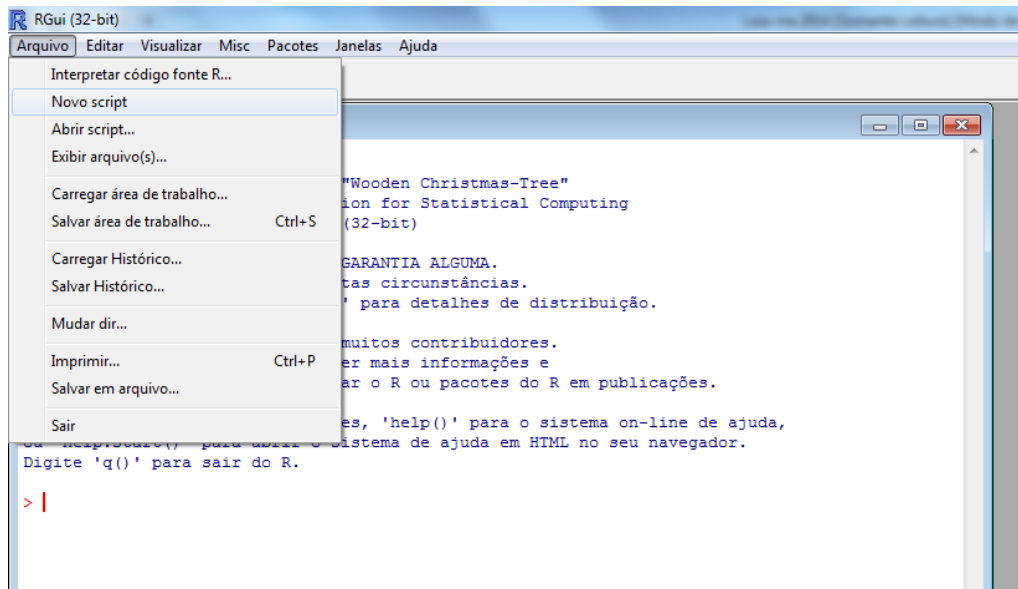 RGui (32-bit)
Arquivo Editar Visualizar Misc Pacotes Janelas Ajuda
Interpretar código fonte R...
Novo script
Abrir script...
Exibir arquivo(s)...
Carregar área de trabalho...
Salvar área de trabalho... Ctrl+S
Carregar Histórico...
Salvar Histórico...
Mudar dir...
Imprimir... Ctrl+P
Salvar em arquivo...
Sair
"Wooden Christmas-Tree"
ion for Statistical Computing
(32-bit)
GARANTIA ALGUMA.
tas circunstâncias.
' para detalhes de distribuição.
muitos contribuidores.
er mais informações e
ar o R ou pacotes do R em publicações.
es, 'help()' para o sistema on-line de ajuda,
para abrir o sistema de ajuda em HTML no seu navegador.
Digite 'q()' para sair do R.
>